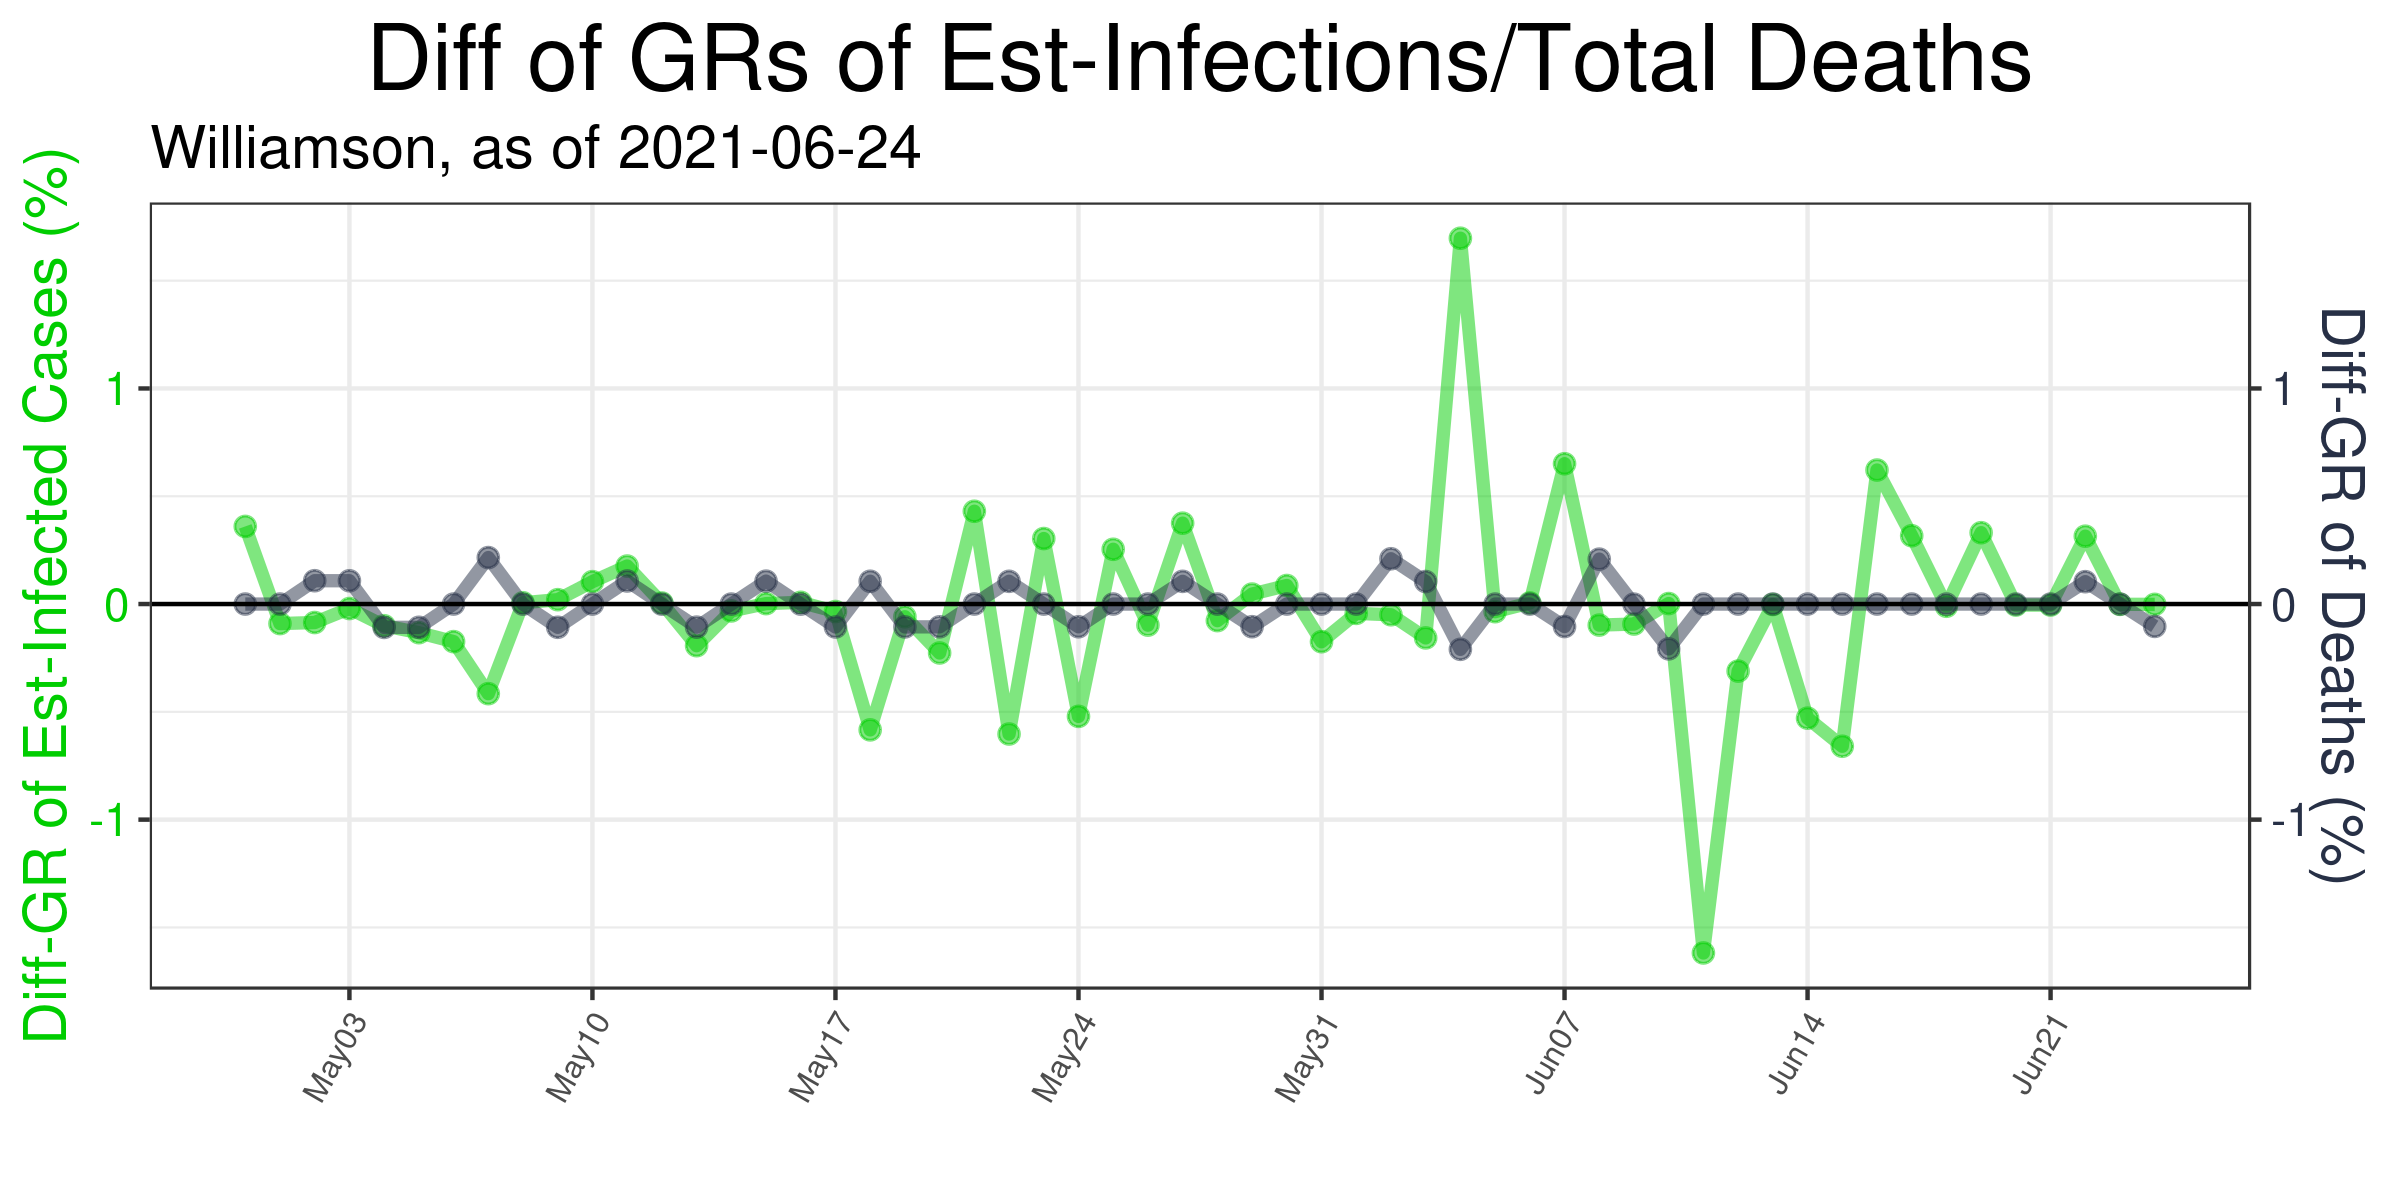 Diff of GRs of Est-Infections/Total Deaths
Williamson, as of 2021-06-24
Diff-GR of Est-Infected Cases (%)
1
0
-1
1
0
-1
Diff-GR of Deaths (%)
May03
May10
May17
May24
May31
Jun07
Jun14
Jun21